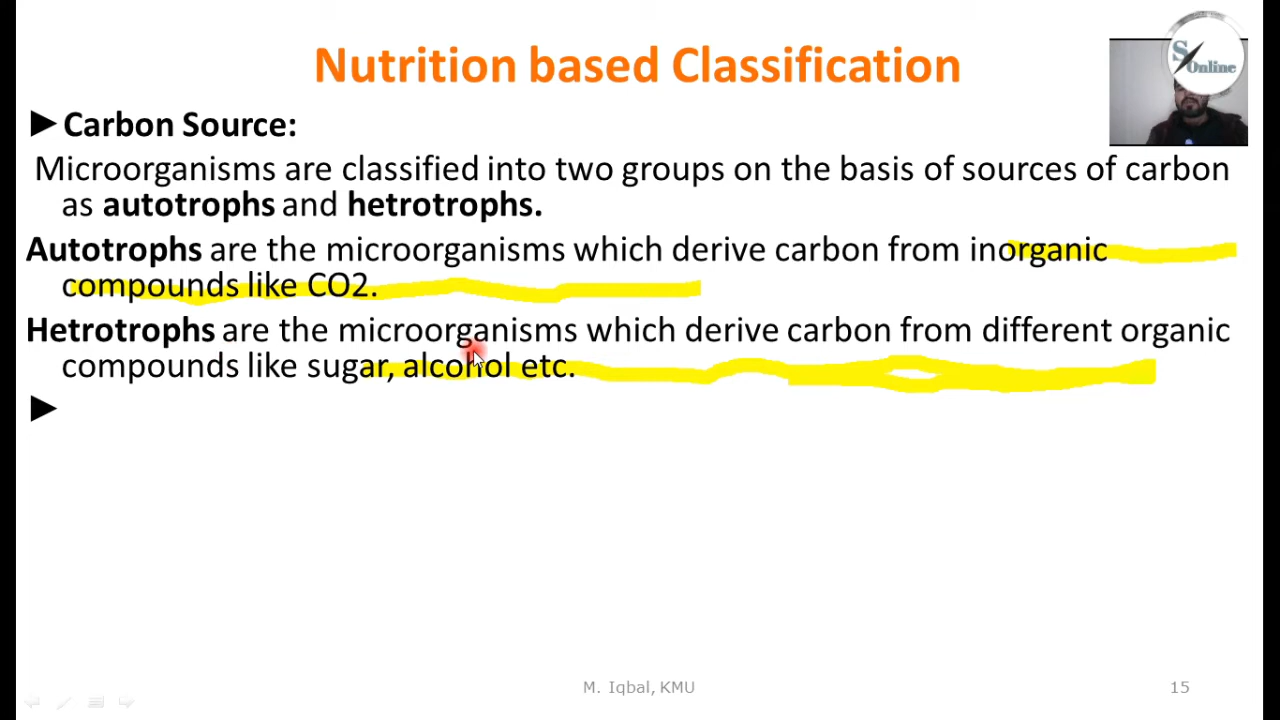 Nutrition based Classification
S Online
►Carbon Source:
Microorganisms are classified into two groups on the basis of sources of carbon
as autotrophs and hetrotrophs.
Autotrophs are the microorganisms which derive carbon from inorganic
compounds like CO2.
Hetrotrophs are the microorganisms which derive carbon from different organic
compounds like sugar, alcohol etc.
►
M. Iqbal, KMU
15